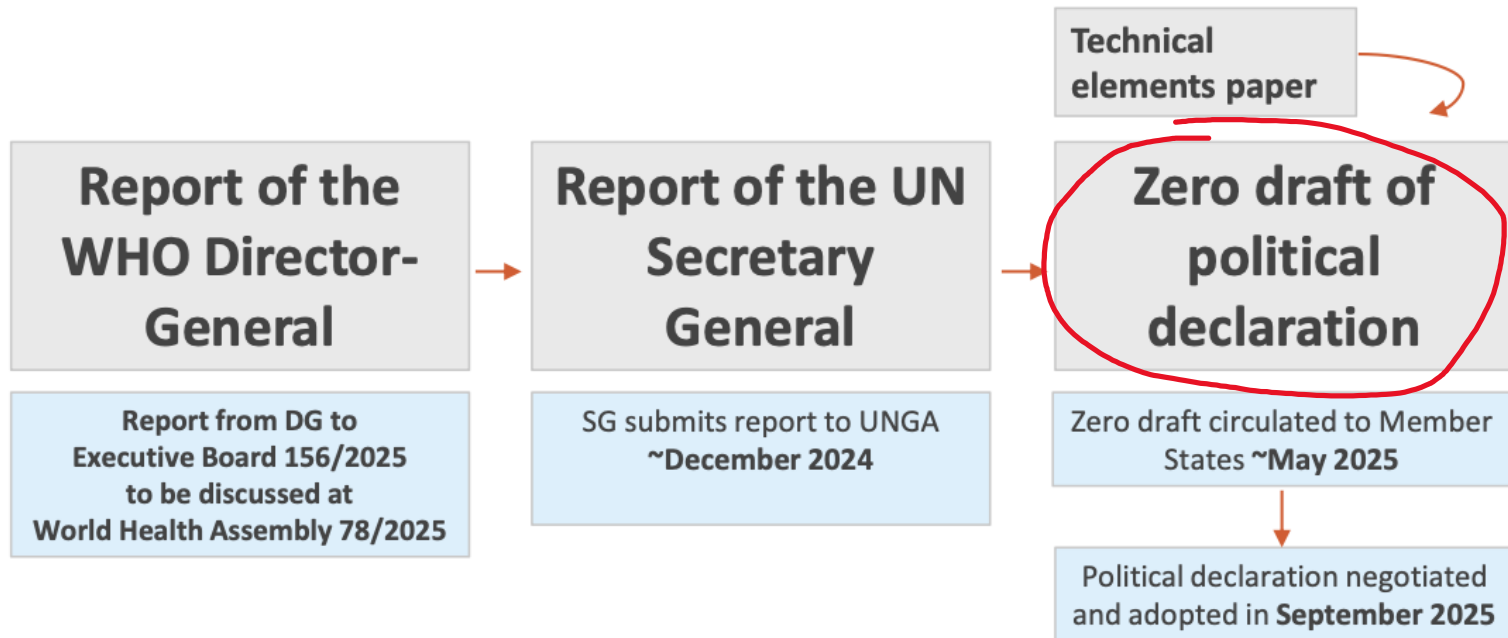 Technical
elements paper
Report of the
WHO Director-
General
Report of the UN
Secretary
General
Zero draft of
political
declaration
Report from DG to
Executive Board 156/2025
to be discussed at
World Health Assembly 78/2025
SG submits report to UNGA
~December 2024
Zero draft circulated to Member
States ~May 2025
Political declaration negotiated
and adopted in September 2025